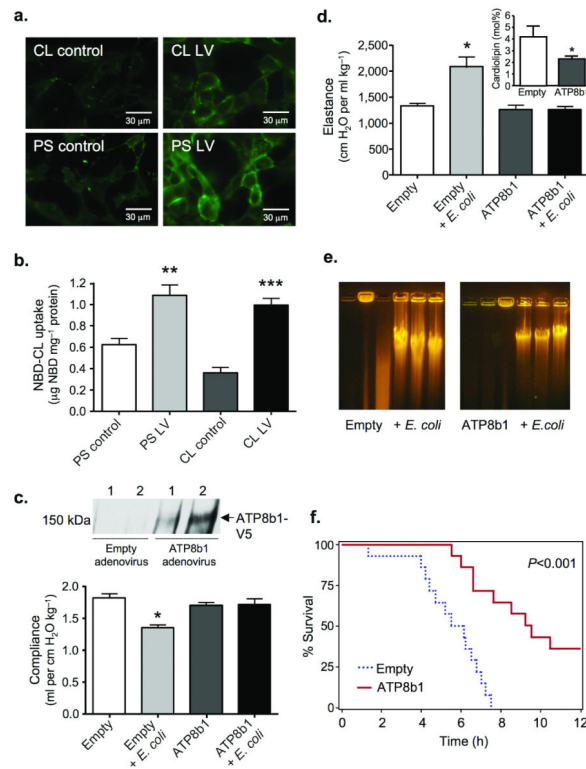 a.
CL control
CL LV
30 µm
30 µm
PS control
PS LV
30 µm
30 µm
b.
NBD-CL uptake
(µg NBD mg⁻¹ protein)
1.2
1.0
0.8
0.6
0.4
0.2
0
**
***
PS control
PS LV
CL control
CL LV
c.
1 2 1 2
150 kDa
ATP8b1-
V5
Empty
adenovirus
ATP8b1
adenovirus
Compliance
(ml per cm H₂O kg⁻¹)
2.0
1.5
1.0
0.5
0.0
*
Empty
Empty
+ E. coli
ATP8b1
ATP8b1
+ E. coli
d.
Elastance
(cm H₂O per ml kg⁻¹)
2,500
2,000
1,500
1,000
500
0
*
Empty
Empty
+ E. coli
ATP8b1
ATP8b1
+ E. coli
Cardiolipin (mol%)
6
5
4
3
2
1
0
*
Empty
ATP8b1
e.
Empty + E. coli
ATP8b1 + E.coli
f.
% Survival
100
75
50
25
0
P<0.001
Empty
ATP8b1
0 2 4 6 8 10 12
Time (h)